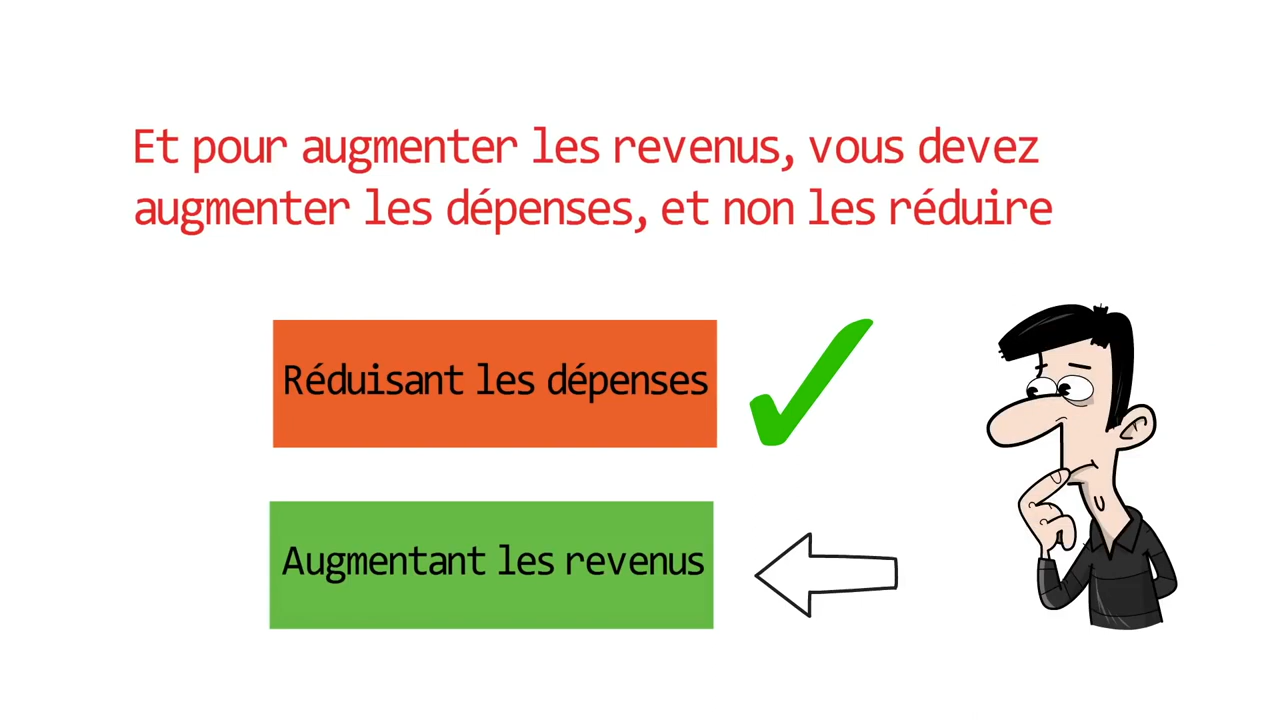 Et pour augmenter les revenus, vous devez
augmenter les dépenses, et non les réduire
Réduisant les dépenses
Augmentant les revenus